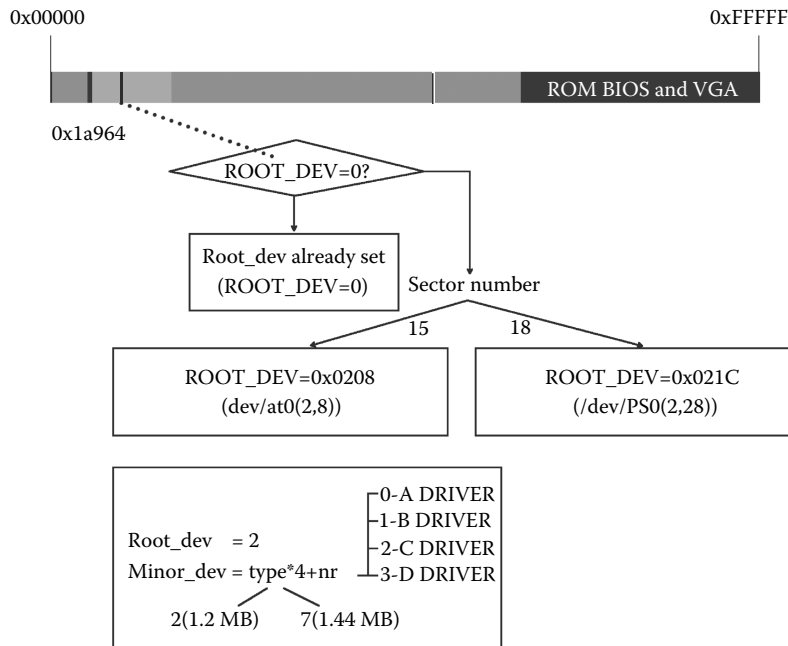 0x00000
0xFFFFF
ROM BIOS and VGA
0x1a964
ROOT_DEV=0?
Root_dev already set
(ROOT_DEV=0)
Sector number
15
18
ROOT_DEV=0x0208
(dev/at0(2,8))
ROOT_DEV=0x021C
(/dev/PS0(2,28))
0-A DRIVER
1-B DRIVER
2-C DRIVER
3-D DRIVER
Root_dev = 2
Minor_dev = type*4+nr
2(1.2 MB)
7(1.44 MB)